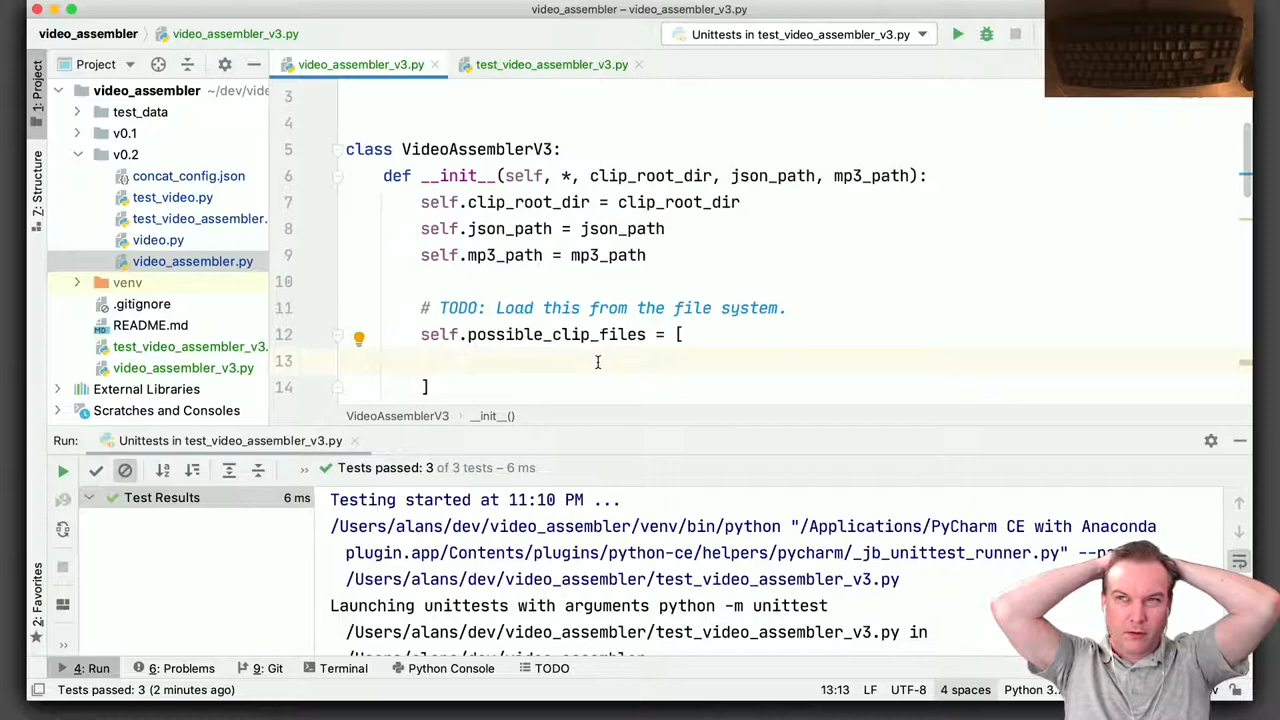 video_assembler – video_assembler_v3.py
video_assembler
video_assembler_v3.py
Unittests in test_video_assembler_v3.py
1: Project
Project
video_assembler_v3.py
test_video_assembler_v3.py
video_assembler ~/dev/vide
test_data
v0.1
v0.2
concat_config.json
test_video.py
test_video_assembler.
video.py
video_assembler.py
venv
.gitignore
README.md
test_video_assembler_v3.
video_assembler_v3.py
External Libraries
Scratches and Consoles
Z: Structure
3
4
5 class VideoAssemblerV3:
6 def __init__(self, *, clip_root_dir, json_path, mp3_path):
7 self.clip_root_dir = clip_root_dir
8 self.json_path = json_path
9 self.mp3_path = mp3_path
10
11 # TODO: Load this from the file system.
12 self.possible_clip_files = [
13
14 ]
VideoAssemblerV3 __init__()
Run: Unittests in test_video_assembler_v3.py
Tests passed: 3 of 3 tests – 6 ms
Test Results 6 ms
Testing started at 11:10 PM ...
/Users/alans/dev/video_assembler/venv/bin/python "/Applications/PyCharm CE with Anaconda
plugin.app/Contents/plugins/python-ce/helpers/pycharm/_jb_unittest_runner.py" --pa
/Users/alans/dev/video_assembler/test_video_assembler_v3.py
Launching unittests with arguments python -m unittest
/Users/alans/dev/video_assembler/test_video_assembler_v3.py in
2: Favorites
4: Run
6: Problems
9: Git
Terminal
Python Console
TODO
Tests passed: 3 (2 minutes ago)
13:13 LF UTF-8 4 spaces Python 3.